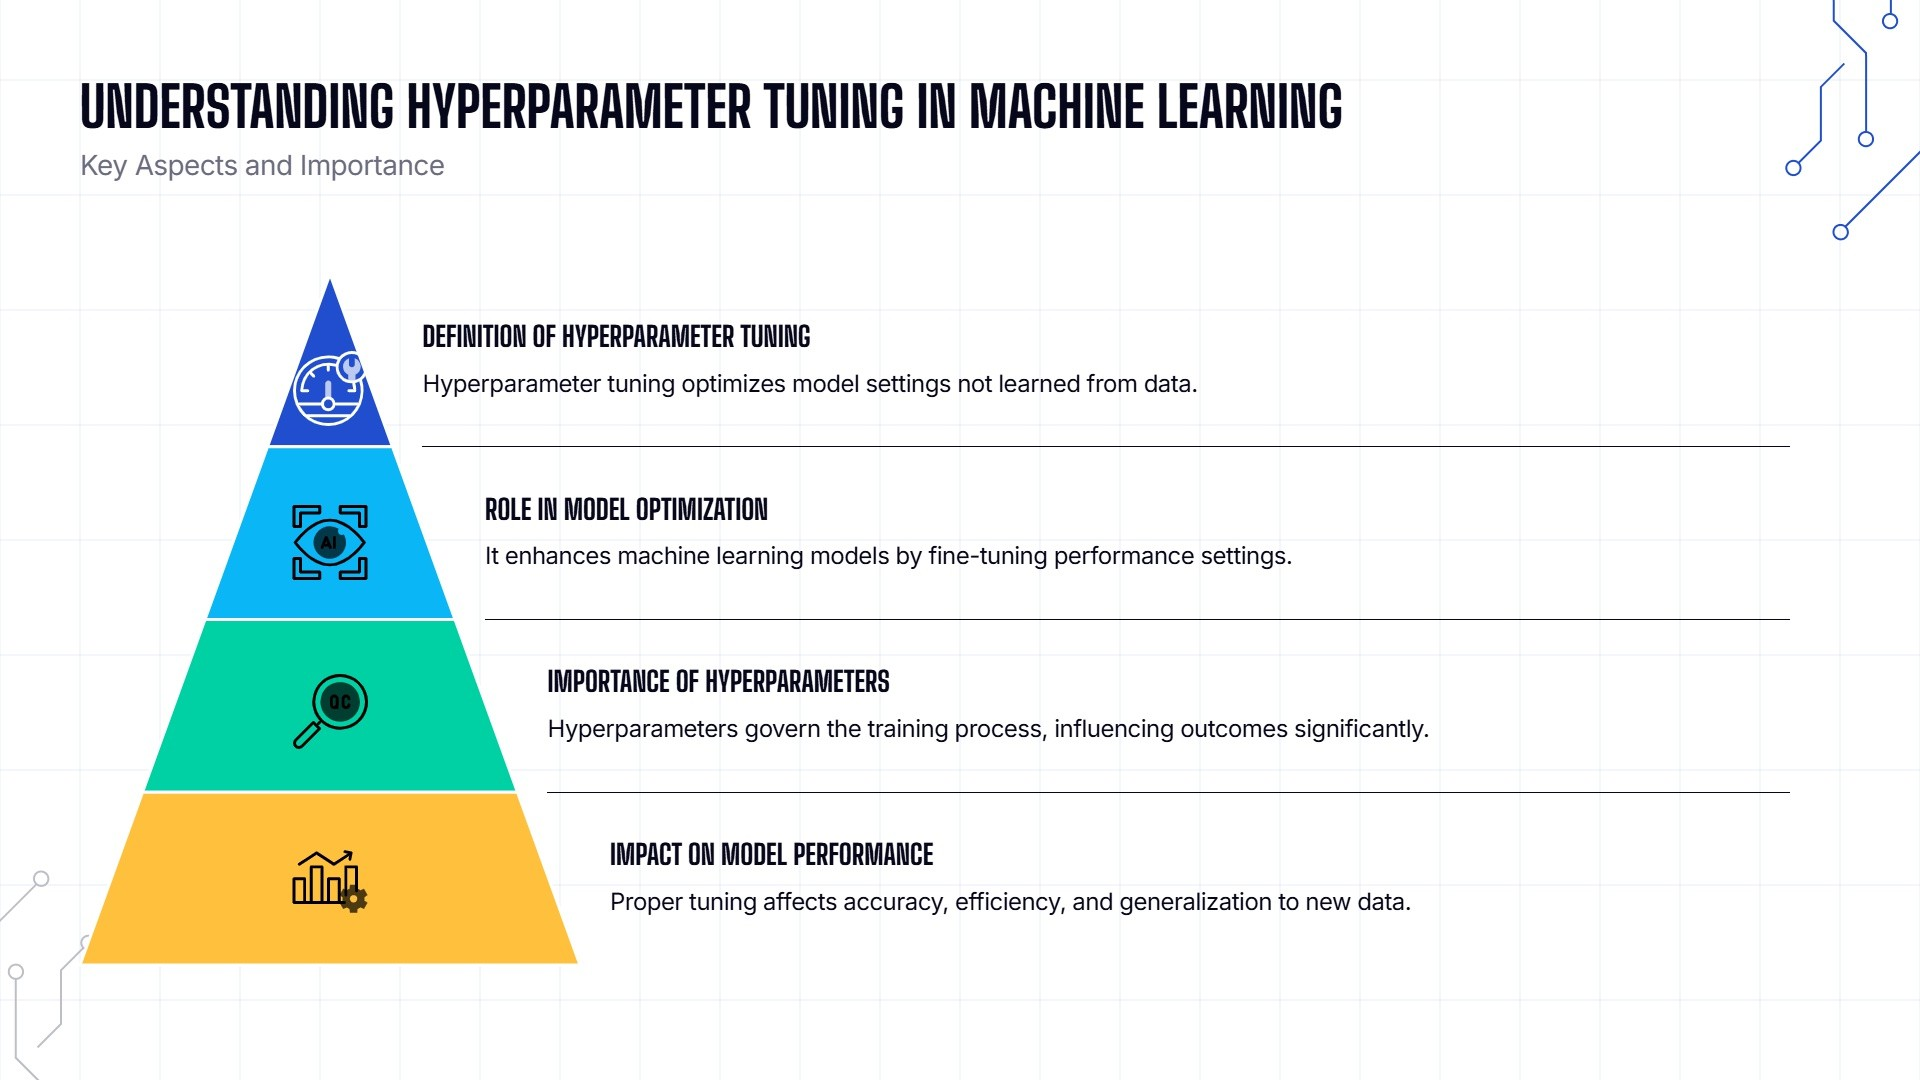 UNDERSTANDING HYPERPARAMETER TUNING IN MACHINE LEARNING
Key Aspects and Importance
DEFINITION OF HYPERPARAMETER TUNING
Hyperparameter tuning optimizes model settings not learned from data.
ROLE IN MODEL OPTIMIZATION
It enhances machine learning models by fine-tuning performance settings.
AI
IMPORTANCE OF HYPERPARAMETERS
Hyperparameters govern the training process, influencing outcomes significantly.
QC
IMPACT ON MODEL PERFORMANCE
Proper tuning affects accuracy, efficiency, and generalization to new data.